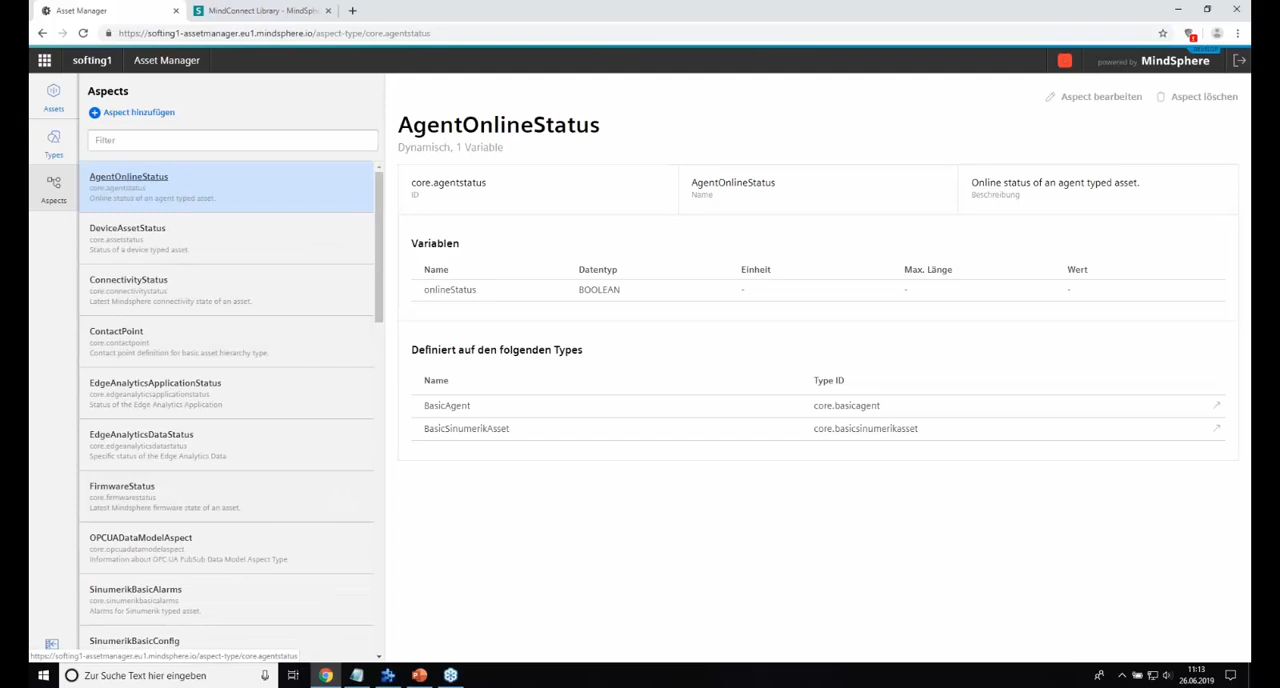 Asset Manager
MindConnect Library - MindSphe
https://softing1-assetmanager.eu1.mindsphere.io/aspect-type/core.agentstatus
softing1
Asset Manager
powered by MindSphere
Assets
Types
Aspects
Aspects
Aspect hinzufügen
Filter
AgentOnlineStatus
core.agentstatus
Online status of an agent typed asset.
DeviceAssetStatus
core.assetstatus
Status of a device typed asset.
ConnectivityStatus
core.connectivitystatus
Latest Mindsphere connectivity state of an asset.
ContactPoint
core.contactpoint
Contact point definition for basic asset hierarchy type.
EdgeAnalyticsApplicationStatus
core.edgeanalyticsapplicationstatus
Status of the Edge Analytics Application
EdgeAnalyticsDataStatus
core.edgeanalyticsdatastatus
Specific status of the Edge Analytics Data
FirmwareStatus
core.firmwarestatus
Latest Mindsphere firmware state of an asset.
OPCUADataModelAspect
core.opcuadatamodelaspect
Information about OPC UA PubSub Data Model Aspect Type
SinumerikBasicAlarms
core.sinumerikbasicalarms
Alarms for Sinumerik typed asset.
SinumerikBasicConfig
https://softing1-assetmanager.eu1.mindsphere.io/aspect-type/core.agentstatus
Aspect bearbeiten
Aspect löschen
AgentOnlineStatus
Dynamisch, 1 Variable
core.agentstatus
ID
AgentOnlineStatus
Name
Online status of an agent typed asset.
Beschreibung
Variablen
Name Datentyp Einheit Max. Länge Wert
onlineStatus BOOLEAN - - -
Definiert auf den folgenden Types
Name Type ID
BasicAgent core.basicagent
BasicSinumerikAsset core.basicsinumerikasset
Zur Suche Text hier eingeben
11:13
26.06.2019